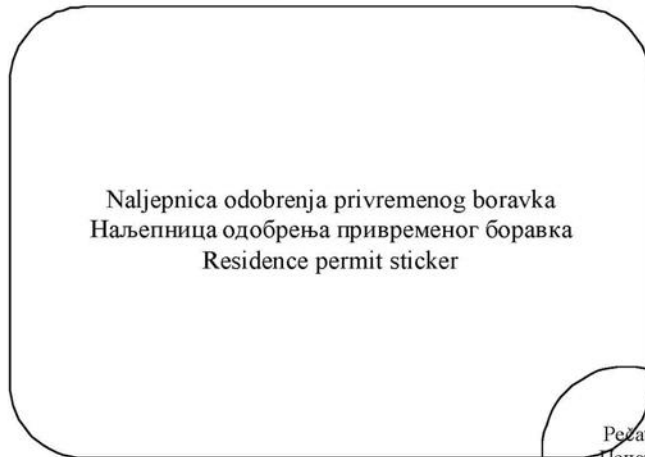 Naljepnica odobrenja privremenog boravka
Наљепница одобрења привременог боравка
Residence permit sticker